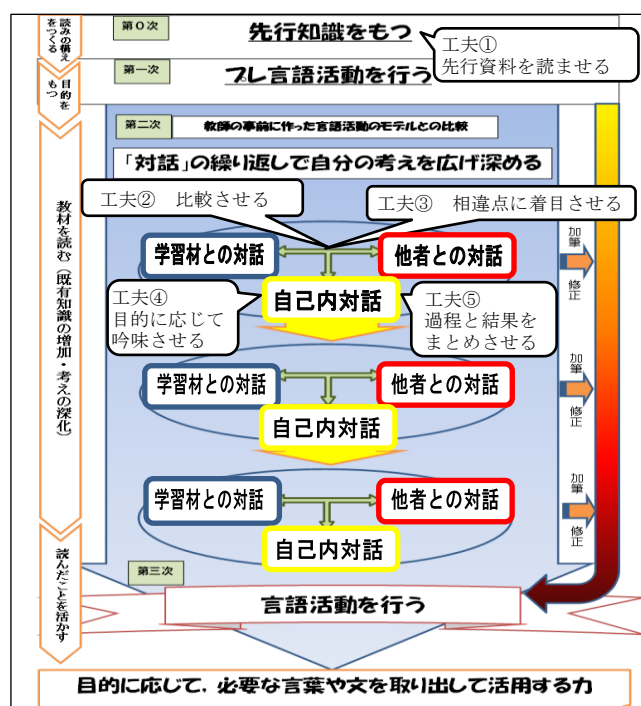 読みの構え
をつくる
第０次
先行知識をもつ
工夫①
先行資料を読ませる
目的を
もつ
第一次
プレ言語活動を行う
第二次
教師の事前に作った言語活動のモデルとの比較
「対話」の繰り返しで自分の考えを広げ深める
教材を読む（既有知識の増加・考えの深化）
工夫②　比較させる
工夫③　相違点に着目させる
学習材との対話
他者との対話
加筆
修正
工夫④
目的に応じて
吟味させる
自己内対話
工夫⑤
過程と結果を
まとめさせる
学習材との対話
他者との対話
加筆
修正
自己内対話
学習材との対話
他者との対話
加筆
修正
自己内対話
読んだことを活かす
第三次
言語活動を行う
目的に応じて，必要な言葉や文を取り出して活用する力